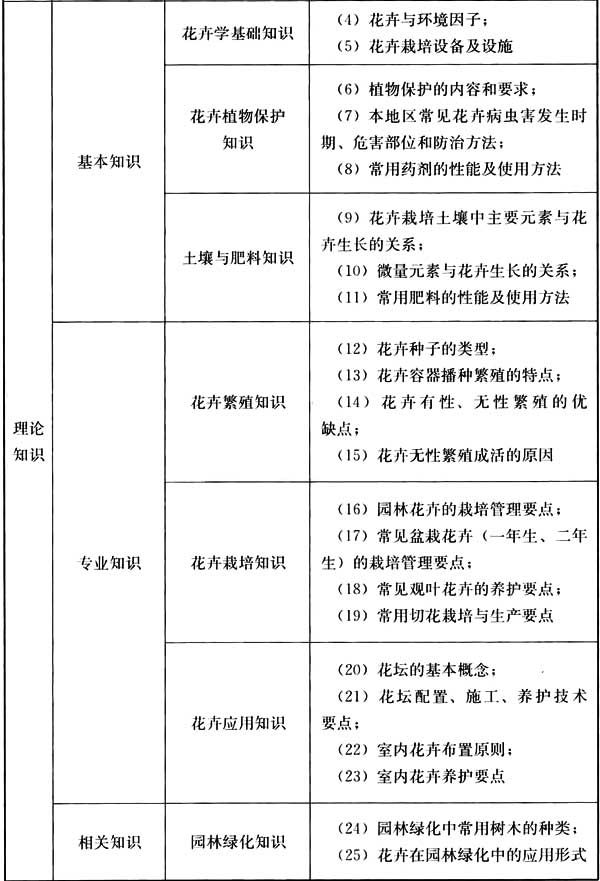 理论
知识
基本知识
花卉学基础知识
（4）花卉与环境因子；
（5）花卉栽培设备及设施
花卉植物保护
知识
（6）植物保护的内容和要求；
（7）本地区常见花卉病虫害发生时
期、危害部位和防治方法；
（8）常用药剂的性能及使用方法
土壤与肥料知识
（9）花卉栽培土壤中主要元素与花
卉生长的关系；
（10）微量元素与花卉生长的关系；
（11）常用肥料的性能及使用方法
专业知识
花卉繁殖知识
（12）花卉种子的类型；
（13）花卉容器播种繁殖的特点；
（14）花卉有性、无性繁殖的优
缺点；
（15）花卉无性繁殖成活的原因
花卉栽培知识
（16）园林花卉的栽培管理要点；
（17）常见盆栽花卉（一年生、二年
生）的栽培管理要点；
（18）常见观叶花卉的养护要点；
（19）常用切花栽培与生产要点
花卉应用知识
（20）花坛的基本概念；
（21）花坛配置、施工、养护技术
要点；
（22）室内花卉布置原则；
（23）室内花卉养护要点
相关知识
园林绿化知识
（24）园林绿化中常用树木的种类；
（25）花卉在园林绿化中的应用形式